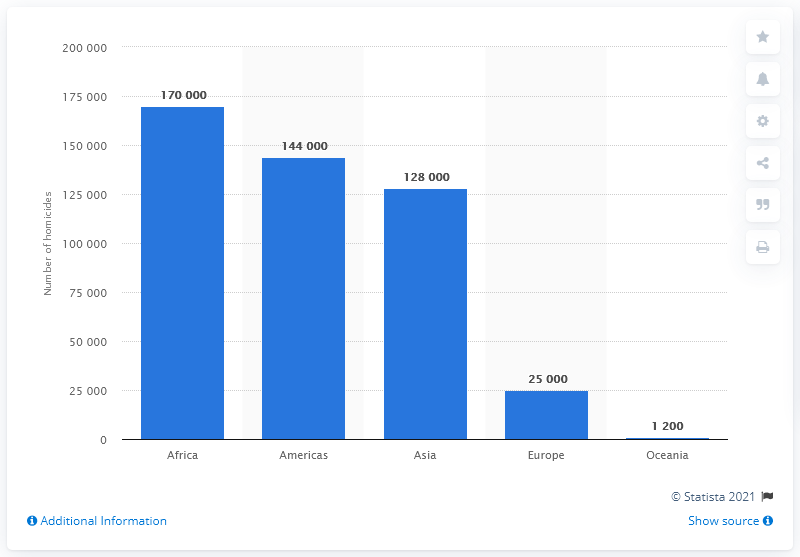 200 000
175 000
150 000
125 000
100 000
75 000
50 000
25 000
0
Number of homicides
170 000
144 000
128 000
25 000
1 200
Africa
Americas
Asia
Europe
Oceania
© Statista 2021
Additional Information
Show source